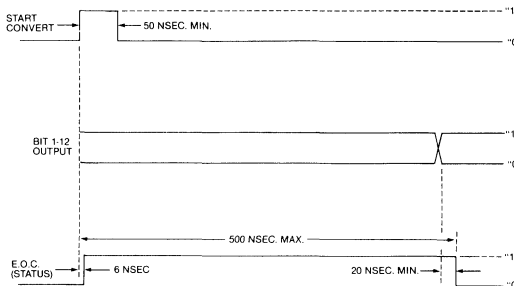 START
CONVERT
50 NSEC. MIN.
"1
"0
BIT 1-12
OUTPUT
"1
"0
500 NSEC. MAX.
"1
E.O.C.
(STATUS)
6 NSEC
20 NSEC. MIN.
"0